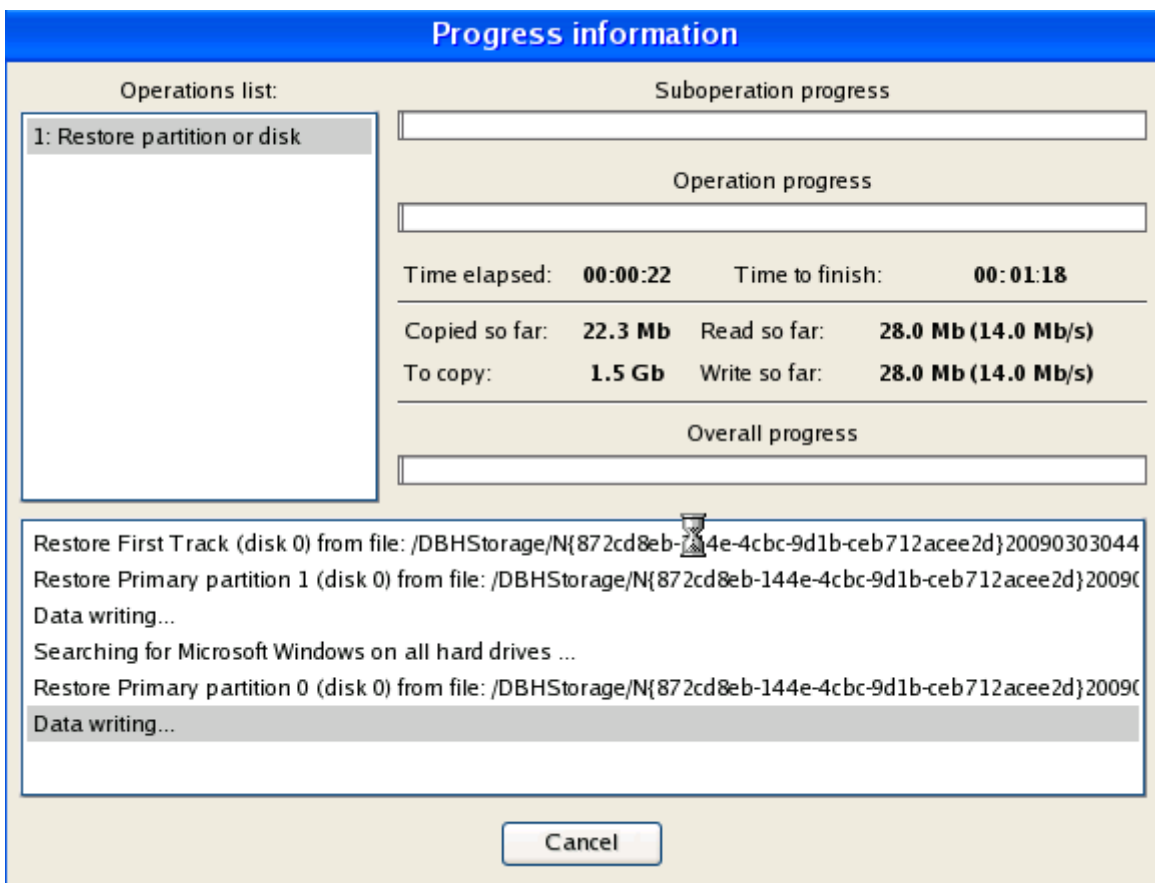 Progress information
Operations list:
1: Restore partition or disk
Suboperation progress
Operation progress
Time elapsed: 00:00:22 Time to finish: 00:01:18
Copied so far: 22.3 Mb Read so far: 28.0 Mb (14.0 Mb/s)
To copy: 1.5 Gb Write so far: 28.0 Mb (14.0 Mb/s)
Overall progress
Restore First Track (disk 0) from file: /DBHStorage/N{872cd8eb- 4e-4cbc-9d1b-ceb712acee2d}20090303044
Restore Primary partition 1 (disk 0) from file: /DBHStorage/N{872cd8eb-144e-4cbc-9d1b-ceb712acee2d}2009
Data writing...
Searching for Microsoft Windows on all hard drives ...
Restore Primary partition 0 (disk 0) from file: /DBHStorage/N{872cd8eb-144e-4cbc-9d1b-ceb712acee2d}2009
Data writing...
Cancel